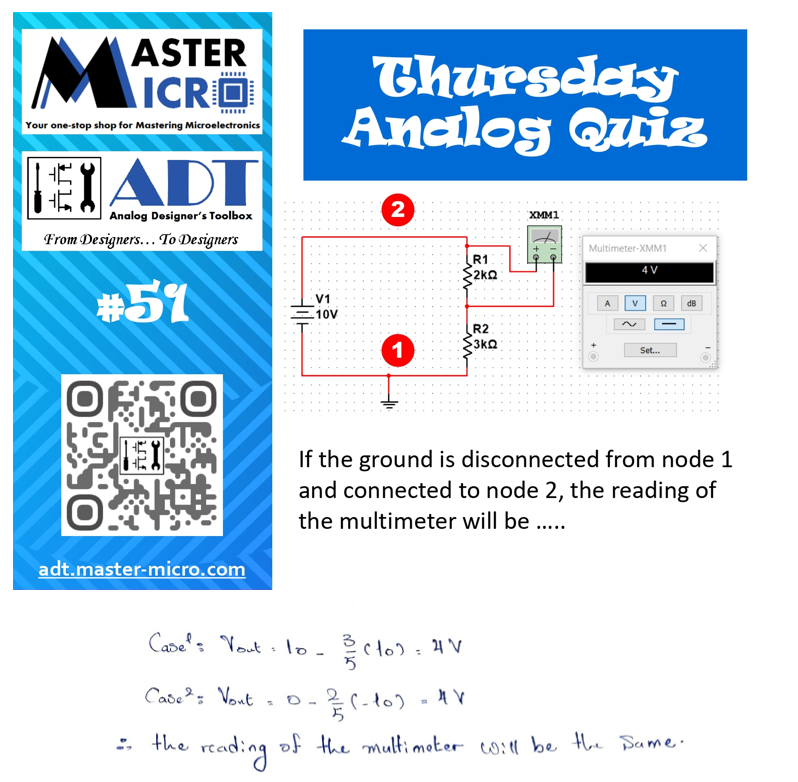 MASTER
MICRO
Your one-stop shop for Mastering Microelectronics
ADT
Analog Designer's Toolbox
From Designers... To Designers
#51
adt.master-micro.com
Thursday
Analog Quiz
2
XMM1
+ −
R1
2kΩ
V1
10V
R2
3kΩ
1
Multimeter-XMM1 ×
4 V
A V Ω dB
+ Set... −
If the ground is disconnected from node 1
and connected to node 2, the reading of
the multimeter will be .....
Case1: Vout = 10 - 3/5 (10) = 4V
Case2: Vout = 0 - 2/5 (-10) = 4V
∴ the reading of the multimeter will be the same.